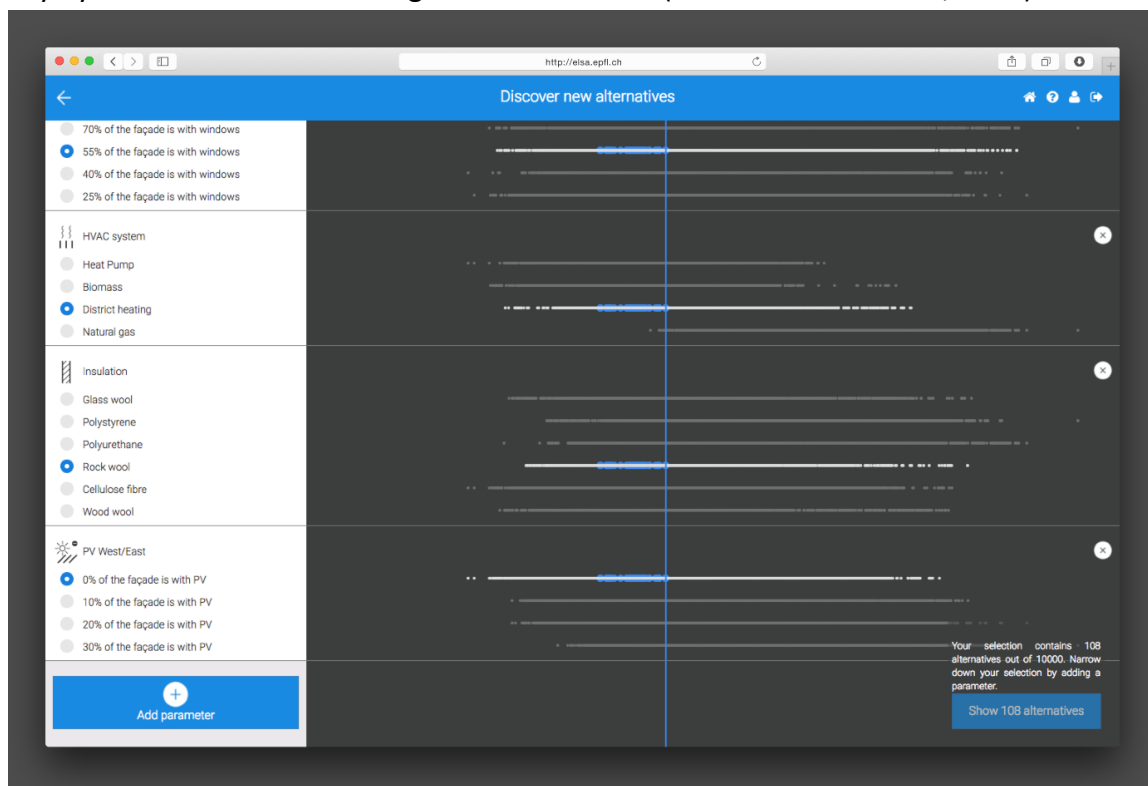 http://elsa.epfl.ch
Discover new alternatives
70% of the façade is with windows
55% of the façade is with windows
40% of the façade is with windows
25% of the façade is with windows
HVAC system
Heat Pump
Biomass
District heating
Natural gas
Insulation
Glass wool
Polystyrene
Polyurethane
Rock wool
Cellulose fibre
Wood wool
PV West/East
0% of the façade is with PV
10% of the façade is with PV
20% of the façade is with PV
30% of the façade is with PV
Your selection contains 108
alternatives out of 10000. Narrow
down your selection by adding a
parameter.
Add parameter
Show 108 alternatives